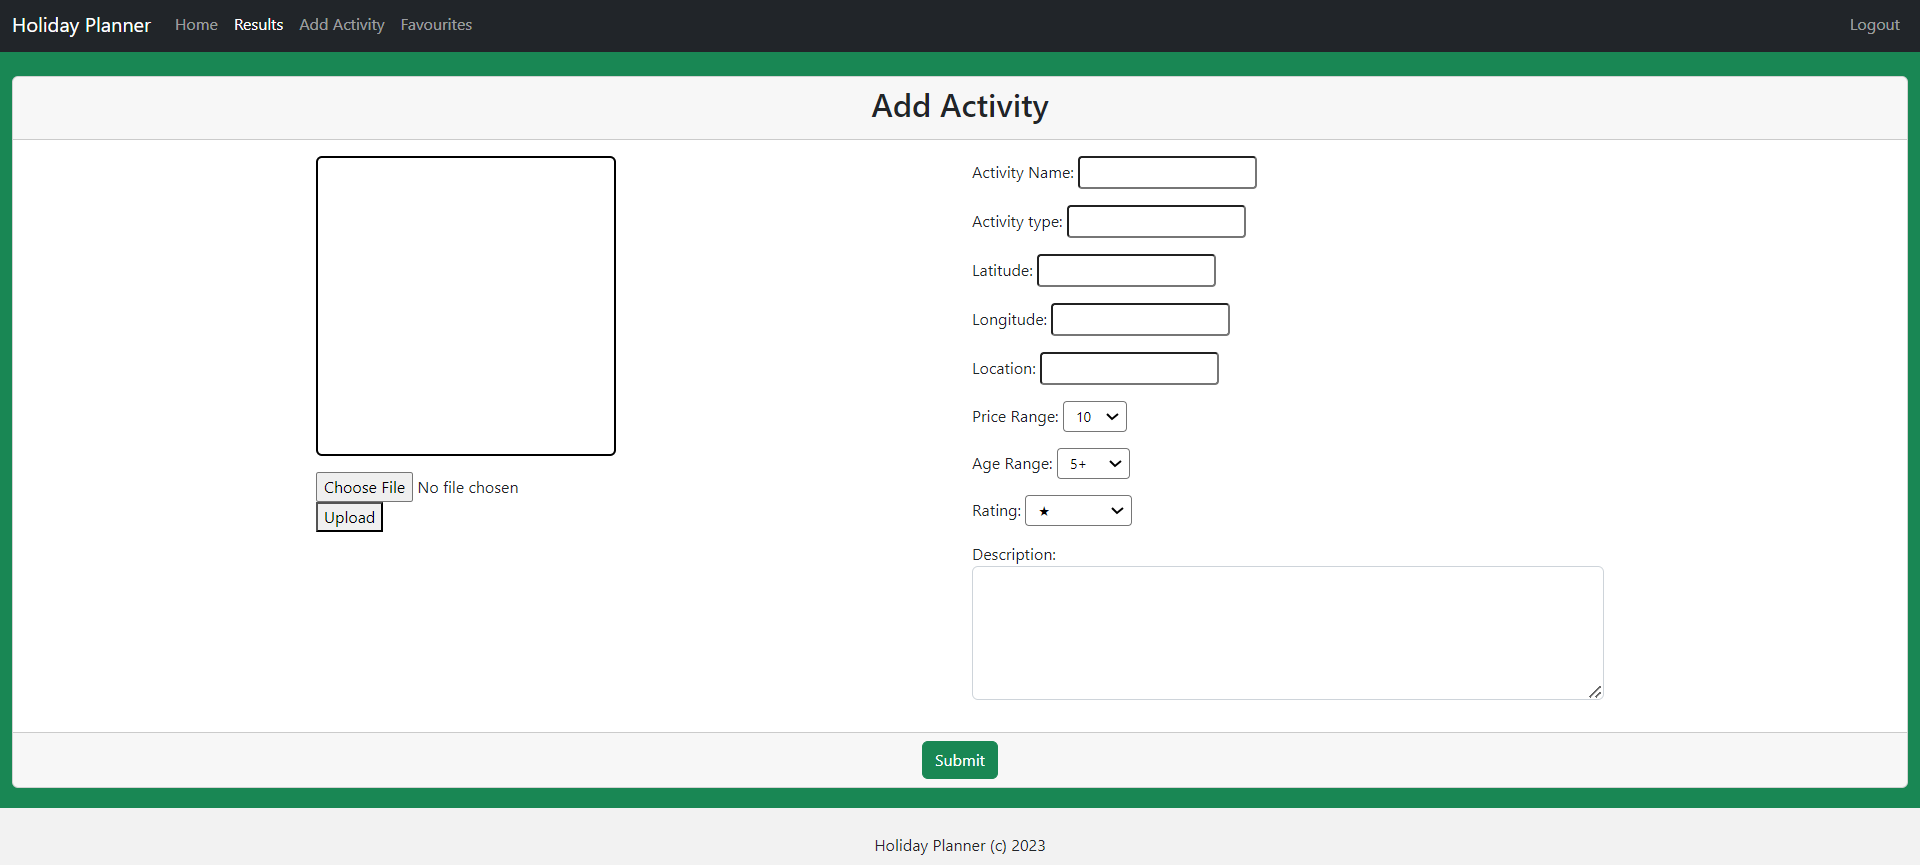 Holiday Planner Home Results Add Activity Favourites Logout
Add Activity
Choose File No file chosen
Upload
Activity Name:
Activity type:
Latitude:
Longitude:
Location:
Price Range: 10
Age Range: 5+
Rating: ★
Description:
Submit
Holiday Planner (c) 2023